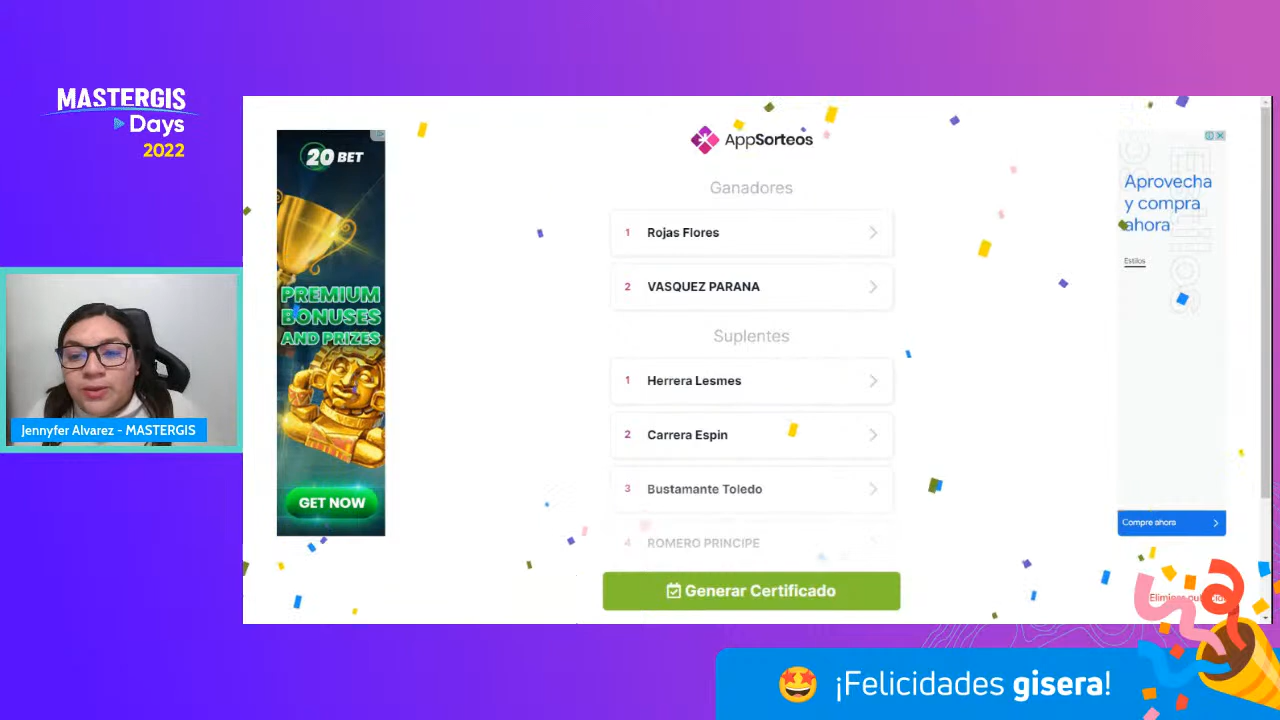 MASTERGIS
Days
2022
Jennyfer Alvarez - MASTERGIS
20 BET
PREMIUM
BONUSES
AND PRIZES
GET NOW
AppSorteos
Ganadores
1 Rojas Flores
2 VASQUEZ PARANA
Suplentes
1 Herrera Lesmes
2 Carrera Espin
3 Bustamante Toledo
4 ROMERO PRINCIPE
Generar Certificado
Aprovecha
y compra
ahora
Estilos
Compre ahora
¡Felicidades gisera!